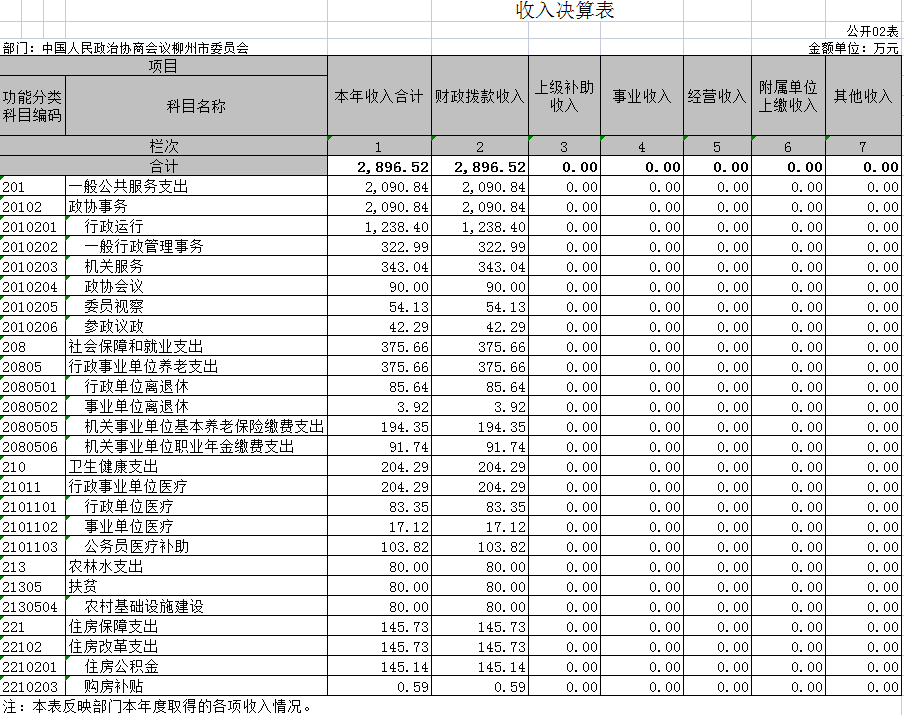 收入决算表
公开02表
部门：中国人民政治协商会议柳州市委员会 金额单位：万元
项目 本年收入合计 财政拨款收入 上级补助收入 事业收入 经营收入 附属单位上缴收入 其他收入
功能分类科目编码 科目名称
栏次 1 2 3 4 5 6 7
合计 2,896.52 2,896.52 0.00 0.00 0.00 0.00 0.00
201 一般公共服务支出 2,090.84 2,090.84 0.00 0.00 0.00 0.00 0.00
20102 政协事务 2,090.84 2,090.84 0.00 0.00 0.00 0.00 0.00
2010201 行政运行 1,238.40 1,238.40 0.00 0.00 0.00 0.00 0.00
2010202 一般行政管理事务 322.99 322.99 0.00 0.00 0.00 0.00 0.00
2010203 机关服务 343.04 343.04 0.00 0.00 0.00 0.00 0.00
2010204 政协会议 90.00 90.00 0.00 0.00 0.00 0.00 0.00
2010205 委员视察 54.13 54.13 0.00 0.00 0.00 0.00 0.00
2010206 参政议政 42.29 42.29 0.00 0.00 0.00 0.00 0.00
208 社会保障和就业支出 375.66 375.66 0.00 0.00 0.00 0.00 0.00
20805 行政事业单位养老支出 375.66 375.66 0.00 0.00 0.00 0.00 0.00
2080501 行政单位离退休 85.64 85.64 0.00 0.00 0.00 0.00 0.00
2080502 事业单位离退休 3.92 3.92 0.00 0.00 0.00 0.00 0.00
2080505 机关事业单位基本养老保险缴费支出 194.35 194.35 0.00 0.00 0.00 0.00 0.00
2080506 机关事业单位职业年金缴费支出 91.74 91.74 0.00 0.00 0.00 0.00 0.00
210 卫生健康支出 204.29 204.29 0.00 0.00 0.00 0.00 0.00
21011 行政事业单位医疗 204.29 204.29 0.00 0.00 0.00 0.00 0.00
2101101 行政单位医疗 83.35 83.35 0.00 0.00 0.00 0.00 0.00
2101102 事业单位医疗 17.12 17.12 0.00 0.00 0.00 0.00 0.00
2101103 公务员医疗补助 103.82 103.82 0.00 0.00 0.00 0.00 0.00
213 农林水支出 80.00 80.00 0.00 0.00 0.00 0.00 0.00
21305 扶贫 80.00 80.00 0.00 0.00 0.00 0.00 0.00
2130504 农村基础设施建设 80.00 80.00 0.00 0.00 0.00 0.00 0.00
221 住房保障支出 145.73 145.73 0.00 0.00 0.00 0.00 0.00
22102 住房改革支出 145.73 145.73 0.00 0.00 0.00 0.00 0.00
2210201 住房公积金 145.14 145.14 0.00 0.00 0.00 0.00 0.00
2210203 购房补贴 0.59 0.59 0.00 0.00 0.00 0.00 0.00
注：本表反映部门本年度取得的各项收入情况。